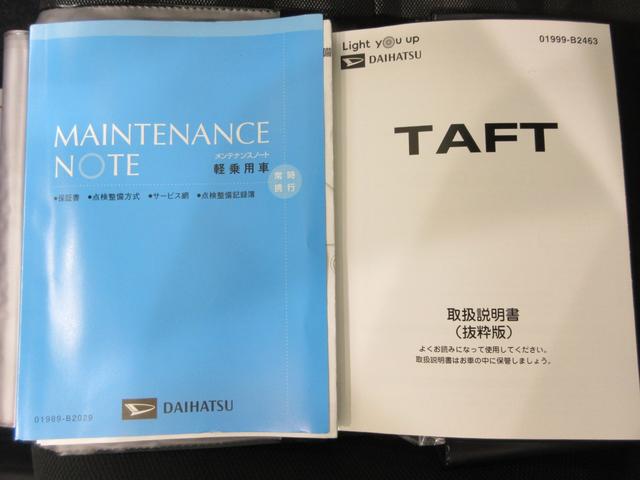 MAINTENANCE
NOTE
メンテナンスノート
軽乗用車
常時
携行
●保証書 ●点検整備方式 ●サービス網 ●点検整備記録簿
01989-B2029
DAIHATSU
備
Light you up
DAIHATSU
01999-B2463
TAFT
取扱説明書
(抜粋版)
よくお読みになって使用してください。
取扱説明書はお車の中に保管しましょう。